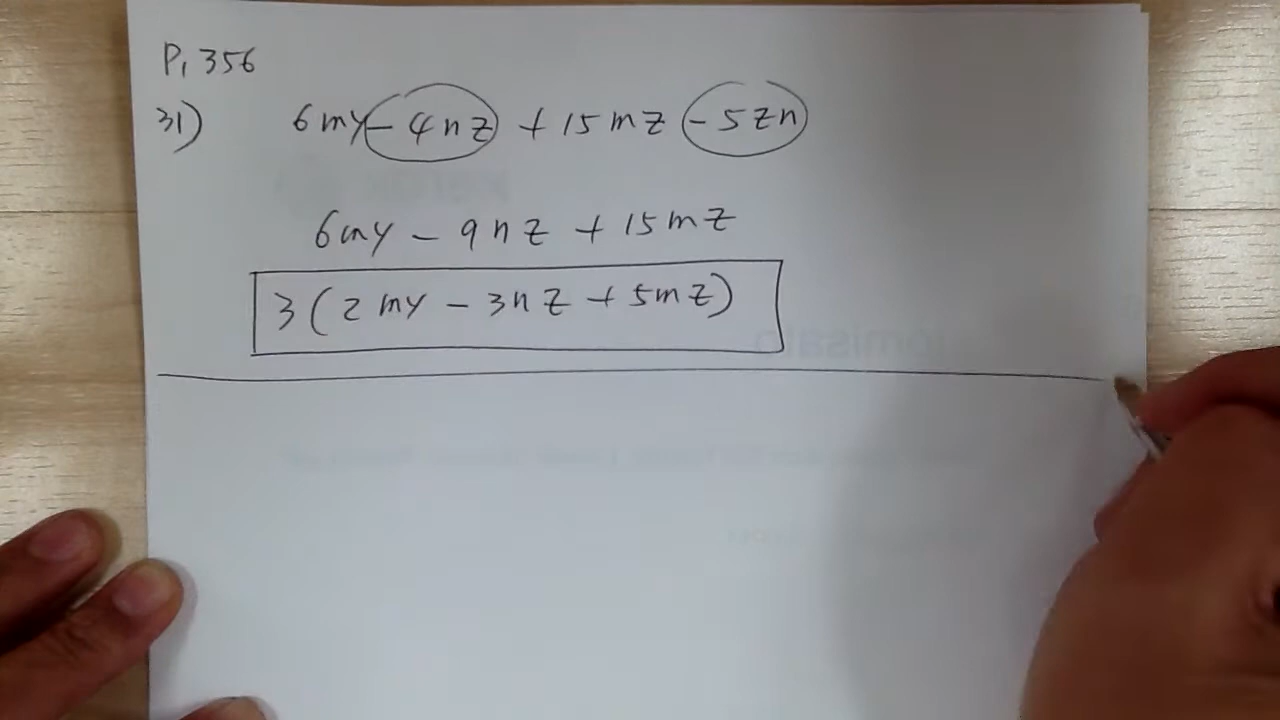 P. 356
31) 6my - 4nz + 15mz - 5zn
6my - 9nz + 15mz
3(2my - 3nz + 5mz)